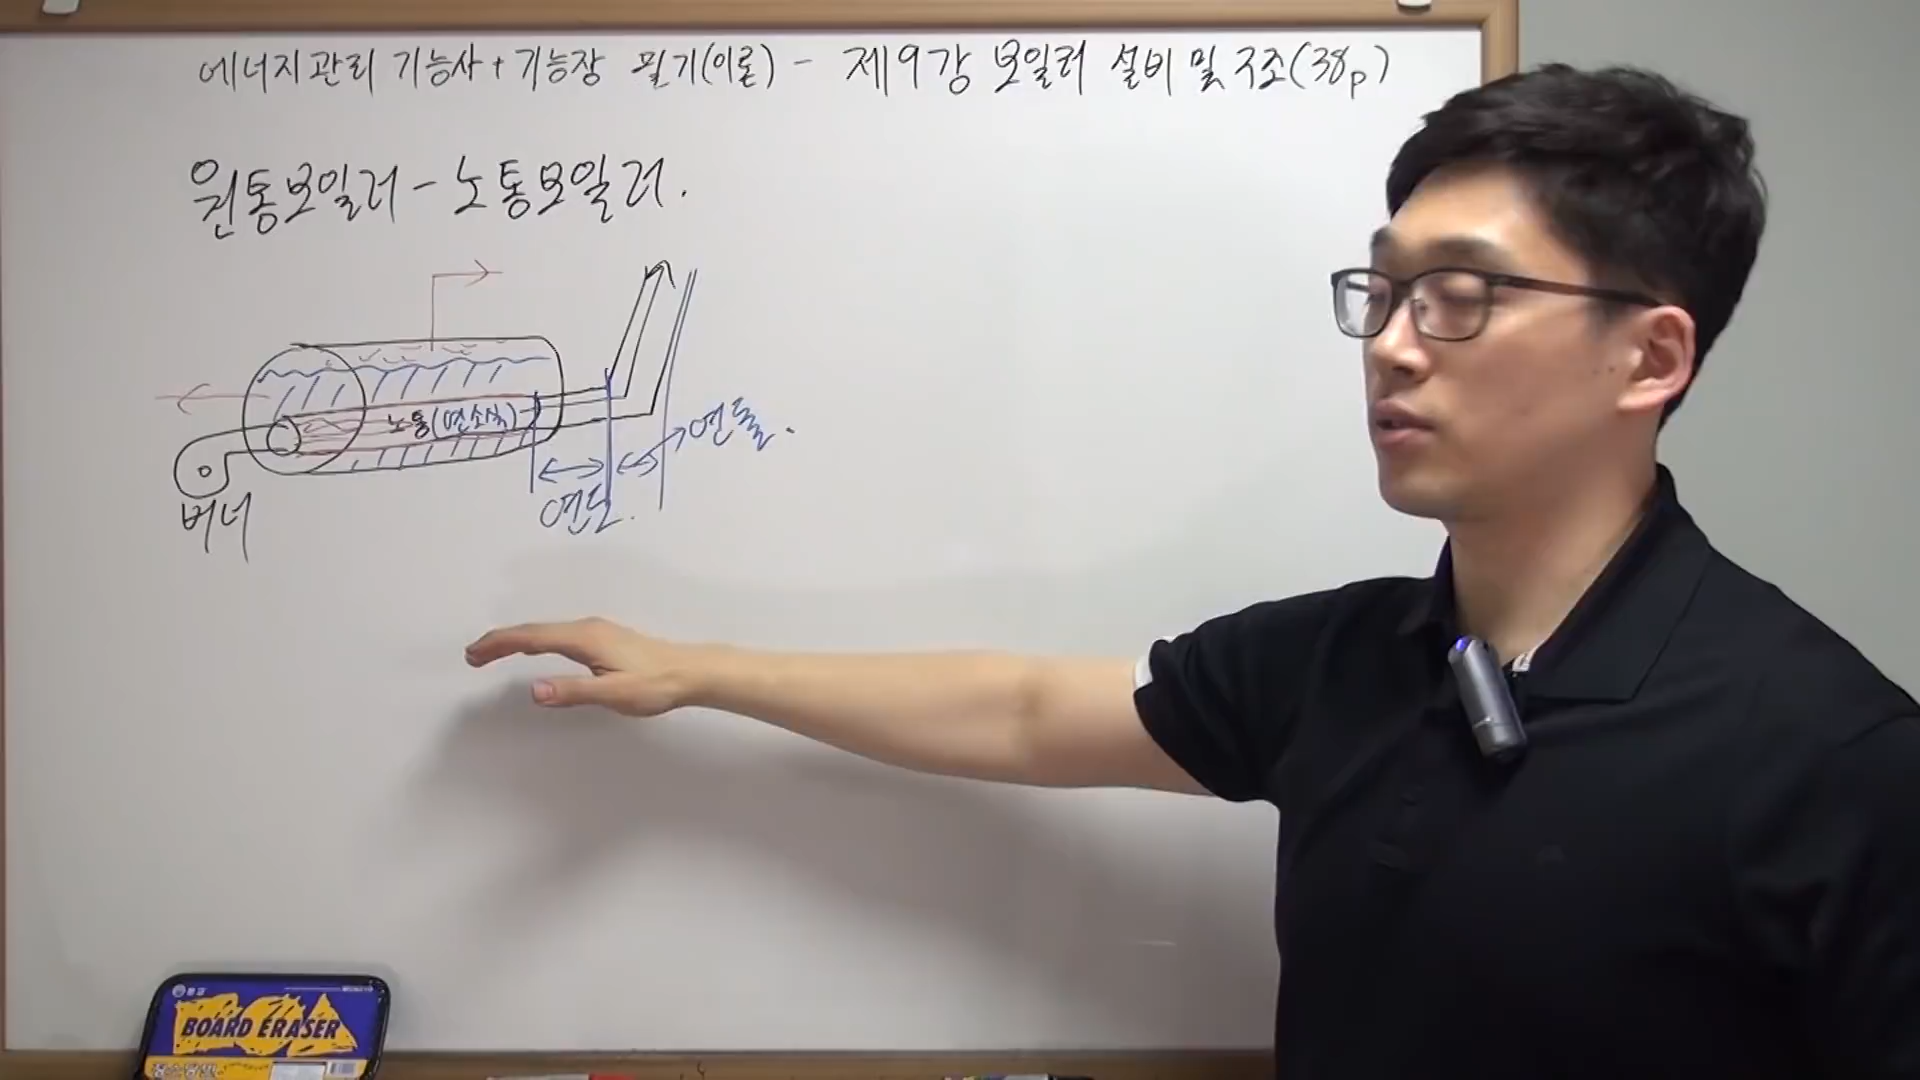 에너지관리 기능사+기능장 필기(이론) - 제9강 보일러 설비 및 구조(38p)
원통보일러 - 노통보일러.
노통(연소실)
연돌.
연도.
버너
BOARD ERASER